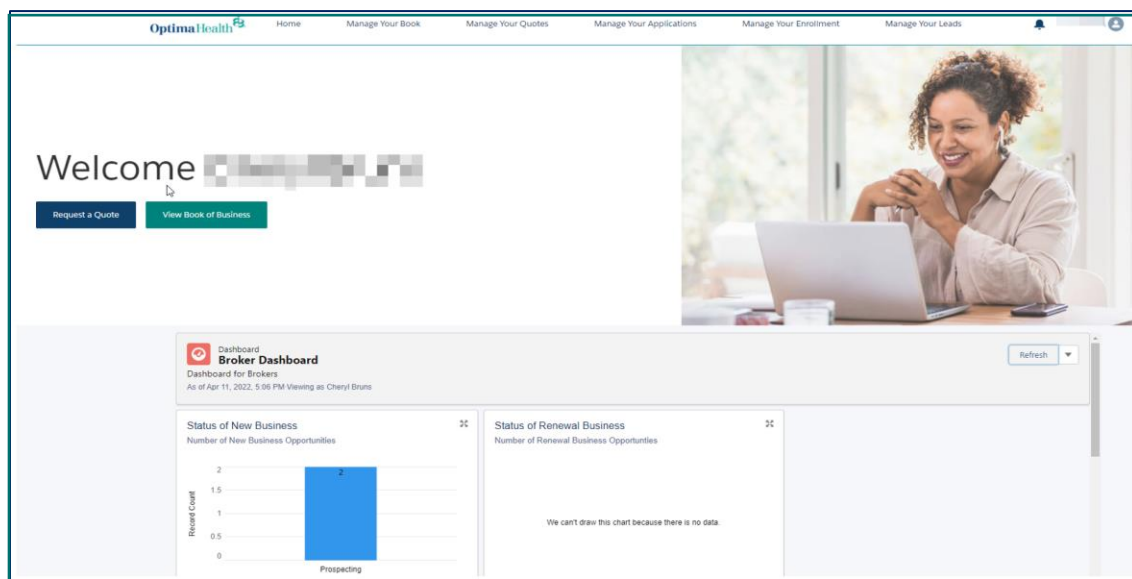 OptimaHealth Home Manage Your Book Manage Your Quotes Manage Your Applications Manage Your Enrollment Manage Your Leads
Welcome
Request a Quote View Book of Business
Dashboard
Broker Dashboard
Refresh
Dashboard for Brokers
As of Apr 11, 2022, 5:06 PM·Viewing as Cheryl Bruns
Status of New Business
Number of New Business Opportunities
2
2
1.5
1
0.5
0
Record Count
Prospecting
Status of Renewal Business
Number of Renewal Business Opportunties
We can't draw this chart because there is no data.